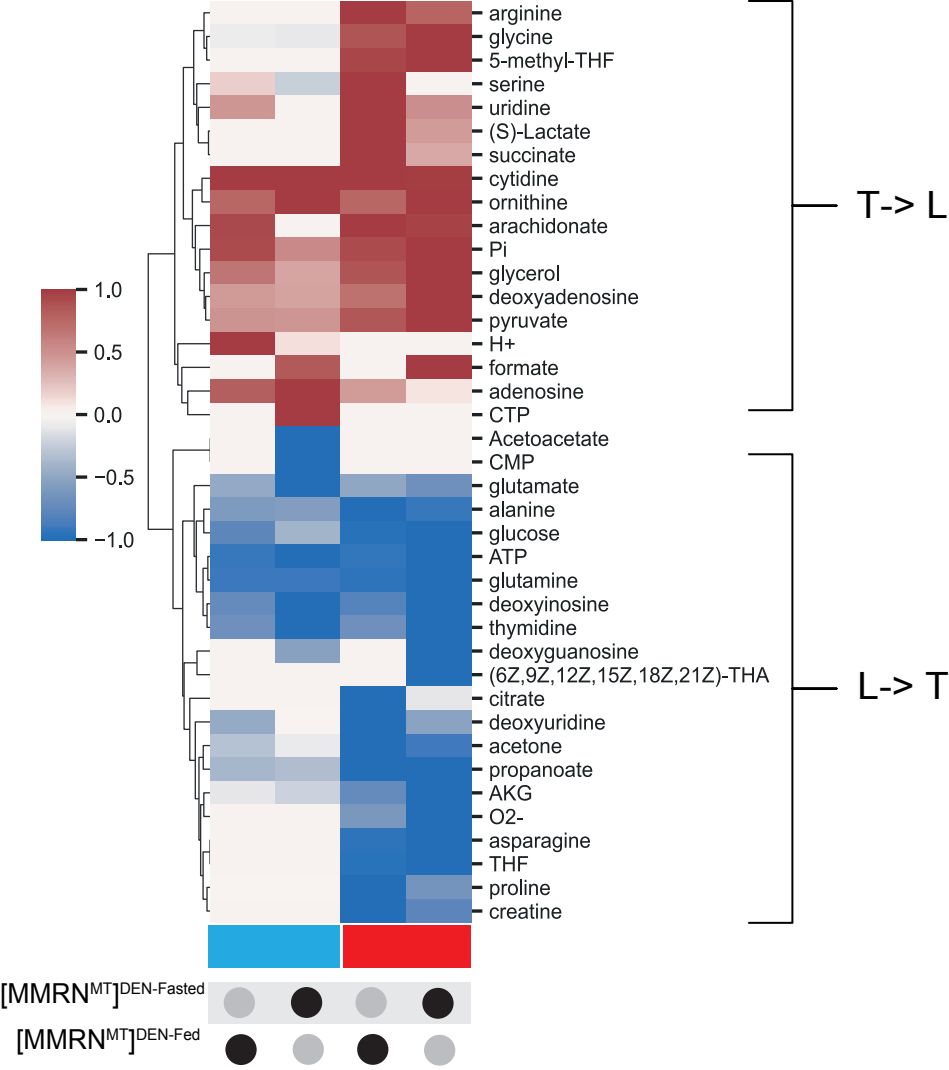 arginine
glycine
5-methyl-THF
serine
uridine
(S)-Lactate
succinate
cytidine
ornithine
arachidonate
Pi
glycerol
deoxyadenosine
pyruvate
H+
formate
adenosine
CTP
Acetoacetate
CMP
glutamate
alanine
glucose
ATP
glutamine
deoxyinosine
thymidine
deoxyguanosine
(6Z,9Z,12Z,15Z,18Z,21Z)-THA
citrate
deoxyuridine
acetone
propanoate
AKG
O2-
asparagine
THF
proline
creatine
T-> L
L-> T
1.0
0.5
0.0
−0.5
−1.0
[MMRN^MT]^DEN-Fasted
[MMRN^MT]^DEN-Fed